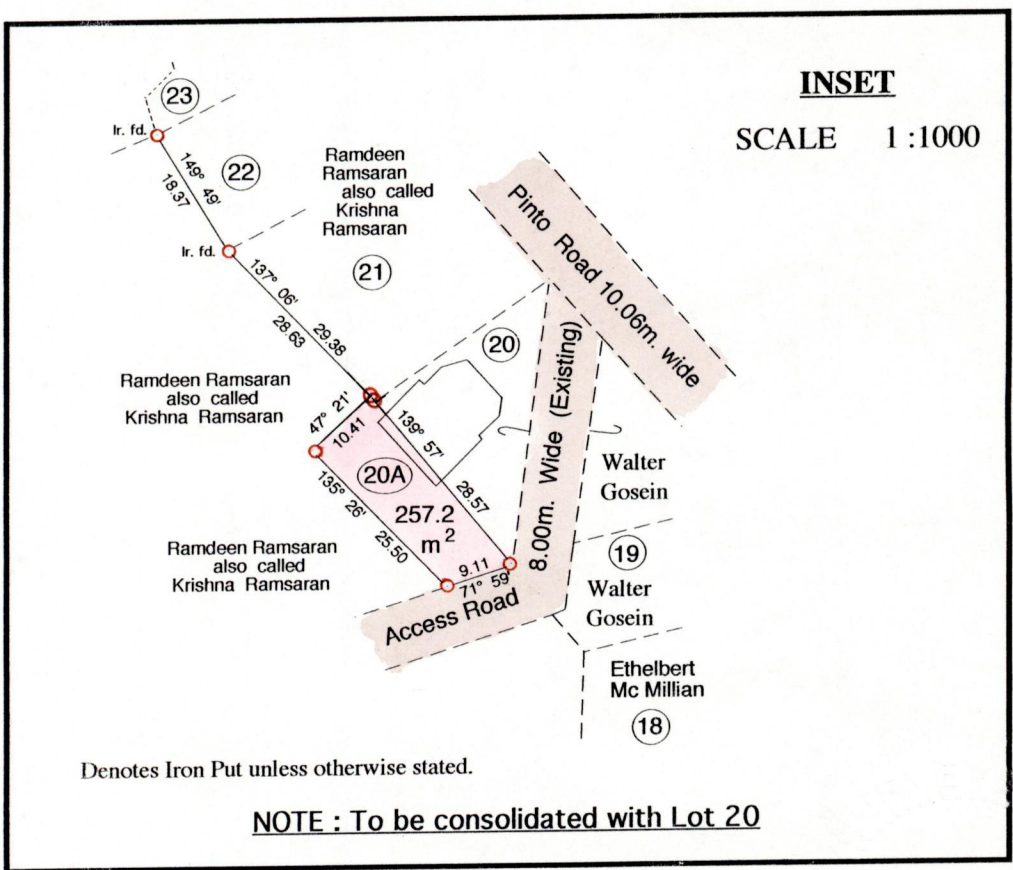 INSET
SCALE 1 :1000
23
Ir. fd.
149° 49'
18.37
22
Ramdeen
Ramsaran
also called
Krishna
Ramsaran
21
Ir. fd.
137° 06'
28.63
29.38
Pinto Road 10.06m. wide
20
8.00m. Wide (Existing)
Ramdeen Ramsaran
also called
Krishna Ramsaran
47° 21'
10.41
139° 57'
28.57
20A
257.2
m²
135° 26'
25.50
Walter
Gosein
19
Walter
Gosein
Ramdeen Ramsaran
also called
Krishna Ramsaran
9.11
71° 59'
Access Road
Ethelbert
Mc Millian
18
Denotes Iron Put unless otherwise stated.
NOTE : To be consolidated with Lot 20